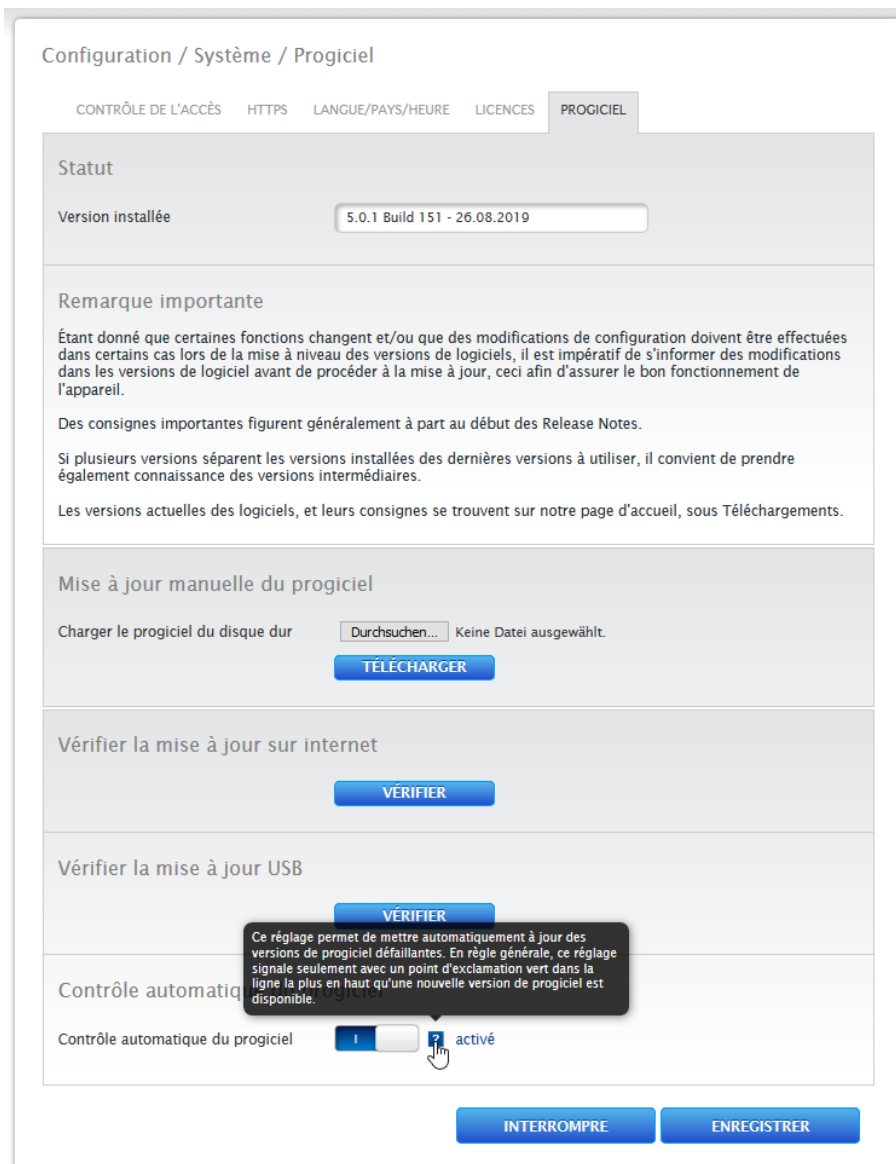 Configuration / Système / Progiciel
CONTRÔLE DE L'ACCÈS HTTPS LANGUE/PAYS/HEURE LICENCES PROGICIEL
Statut
Version installée 5.0.1 Build 151 - 26.08.2019
Remarque importante
Étant donné que certaines fonctions changent et/ou que des modifications de configuration doivent être effectuées
dans certains cas lors de la mise à niveau des versions de logiciels, il est impératif de s'informer des modifications
dans les versions de logiciel avant de procéder à la mise à jour, ceci afin d'assurer le bon fonctionnement de
l'appareil.
Des consignes importantes figurent généralement à part au début des Release Notes.
Si plusieurs versions séparent les versions installées des dernières versions à utiliser, il convient de prendre
également connaissance des versions intermédiaires.
Les versions actuelles des logiciels, et leurs consignes se trouvent sur notre page d'accueil, sous Téléchargements.
Mise à jour manuelle du progiciel
Charger le progiciel du disque dur Durchsuchen... Keine Datei ausgewählt.
TÉLÉCHARGER
Vérifier la mise à jour sur internet
VÉRIFIER
Vérifier la mise à jour USB
VÉRIFIER
Ce réglage permet de mettre automatiquement à jour des
versions de progiciel défaillantes. En règle générale, ce réglage
signale seulement avec un point d'exclamation vert dans la
ligne la plus en haut qu'une nouvelle version de progiciel est
disponible.
Contrôle automatique du progiciel
Contrôle automatique du progiciel I ? activé
INTERROMPRE ENREGISTRER